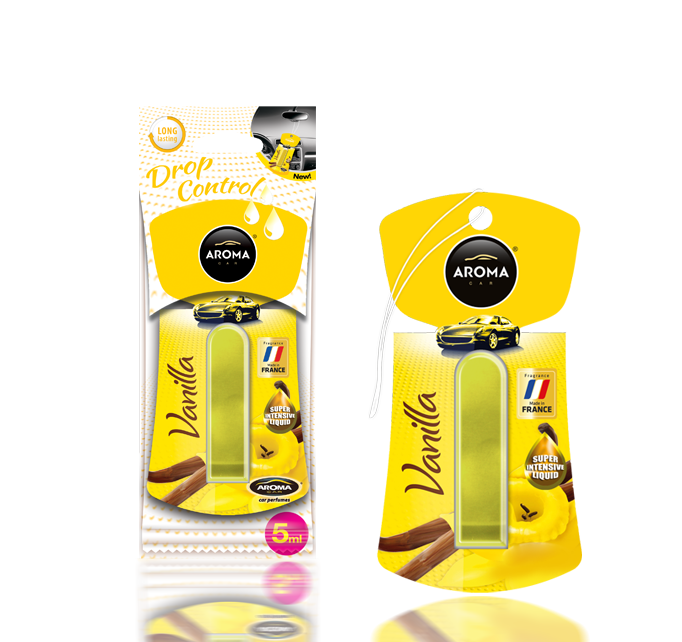 LONG
lasting
New!
Drop
Control
AROMA
CAR
®
Vanilla
Fragrance
Made in
FRANCE
SUPER
INTENSIVE
LIQUID
AROMA
CAR
car perfumes
5ml
AROMA
CAR
®
Vanilla
Fragrance
Made in
FRANCE
SUPER
INTENSIVE
LIQUID